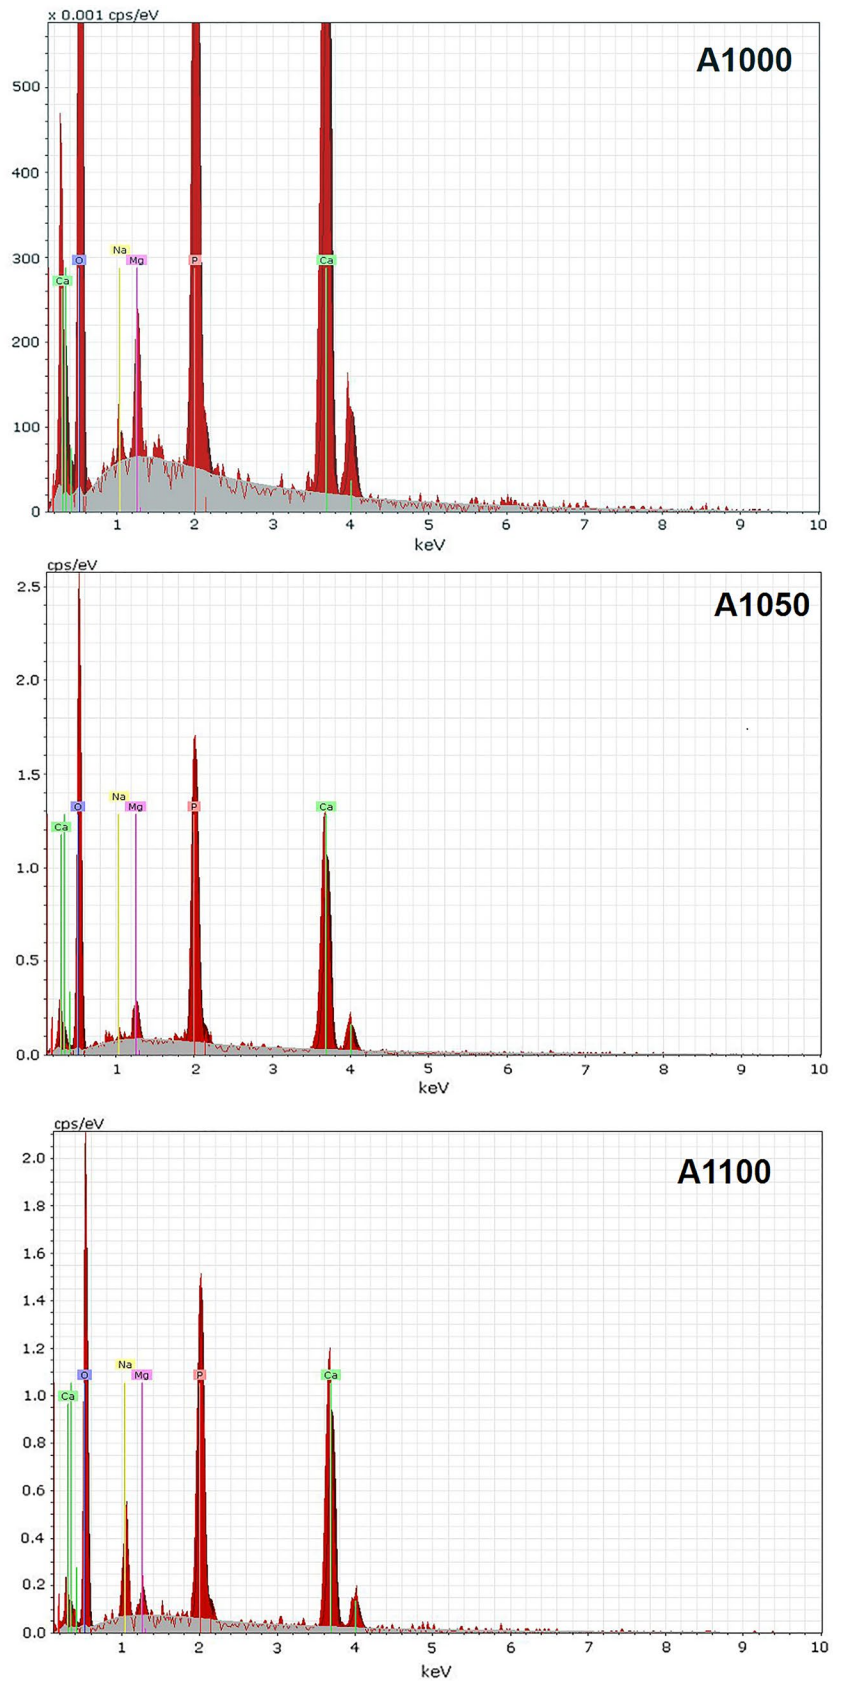 x 0.001 cps/eV
A1000
500
400
300
200
100
0
Na
O
Mg
P
Ca
Ca
1 2 3 4 5 6 7 8 9 10
keV
cps/eV
A1050
2.5
2.0
1.5
1.0
0.5
0.0
Na
O
Mg
P
Ca
Ca
1 2 3 4 5 6 7 8 9 10
keV
cps/eV
A1100
2.0
1.8
1.6
1.4
1.2
1.0
0.8
0.6
0.4
0.2
0.0
Na
O
Mg
P
Ca
Ca
1 2 3 4 5 6 7 8 9 10
keV